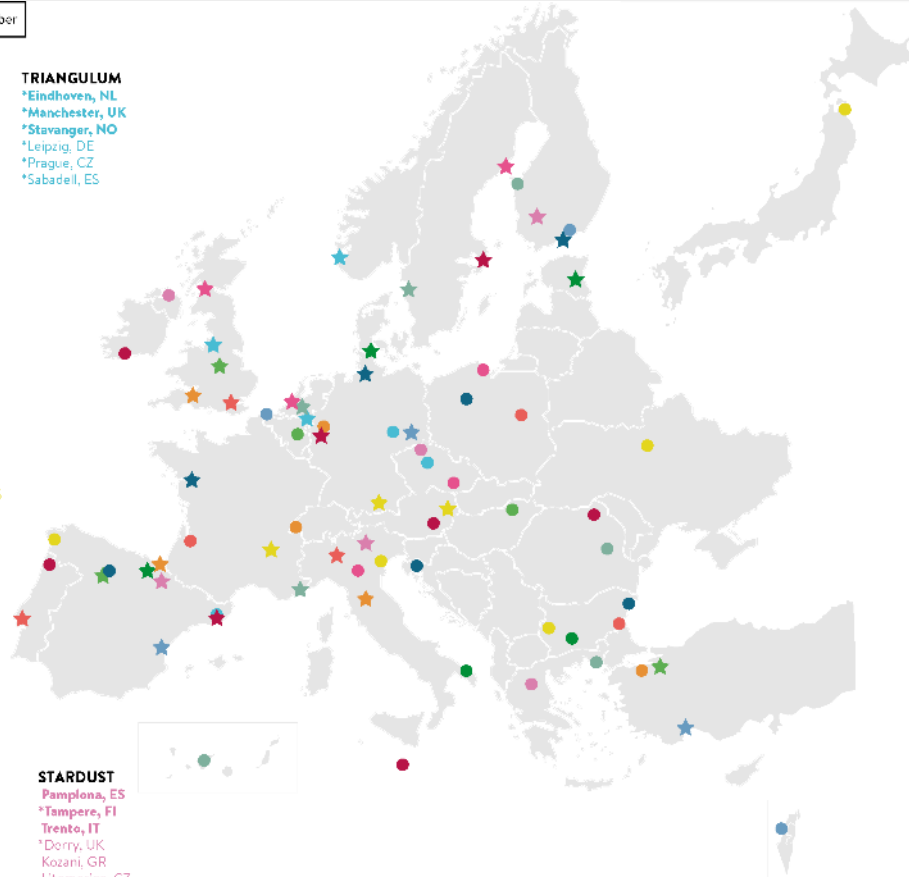 TRIANGULUM
*Eindhoven, NL
*Manchester, UK
*Stavanger, NO
*Leipzig, DE
*Prague, CZ
*Sabadell, ES
STARDUST
Pamplona, ES
*Tampere, FI
Trento, IT
*Derry, UK
Kozani, GR